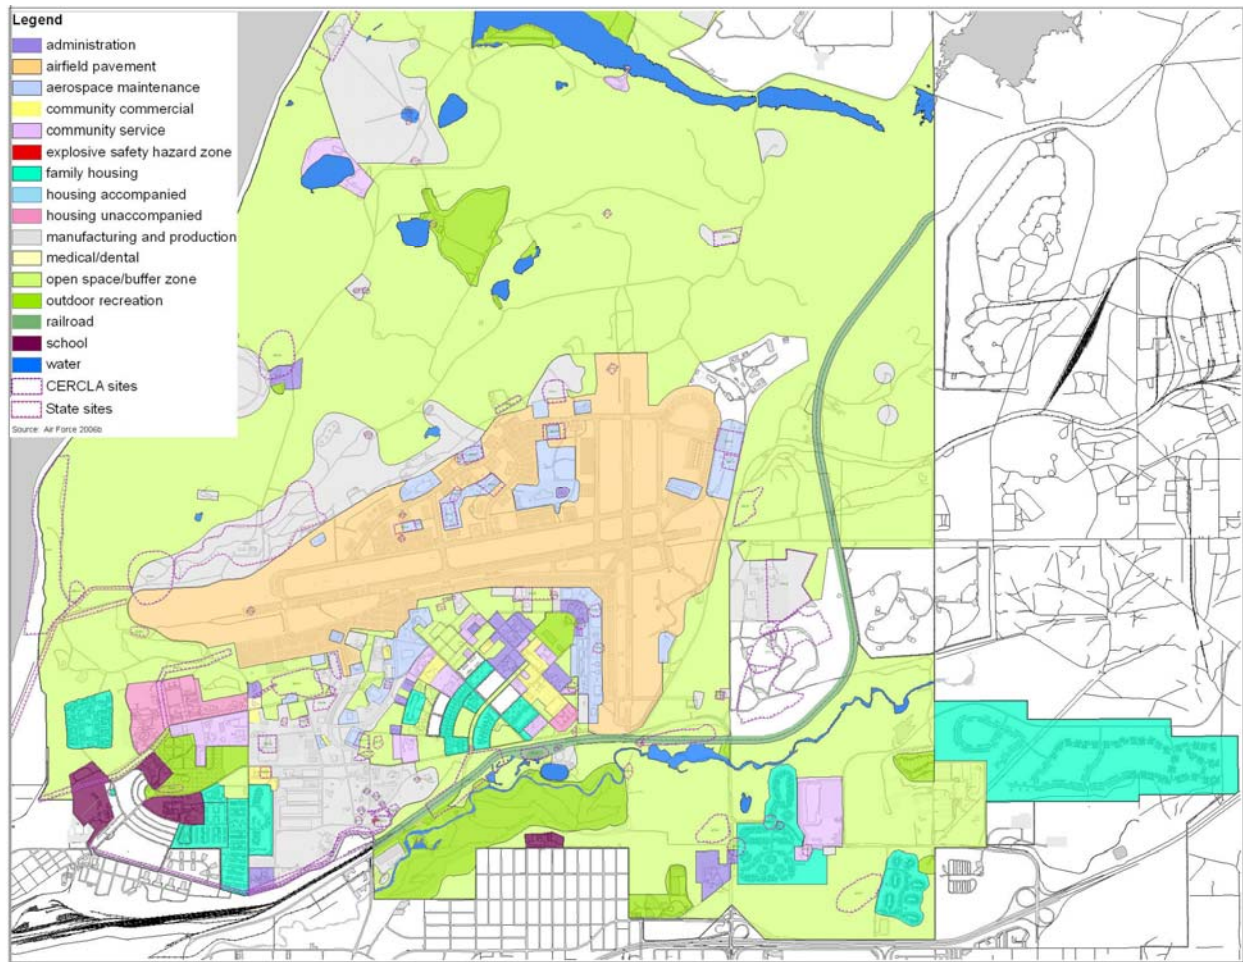 Legend
administration
airfield pavement
aerospace maintenance
community commercial
community service
explosive safety hazard zone
family housing
housing accompanied
housing unaccompanied
manufacturing and production
medical/dental
open space/buffer zone
outdoor recreation
railroad
school
water
CERCLA sites
State sites
Source: Air Force 2006b